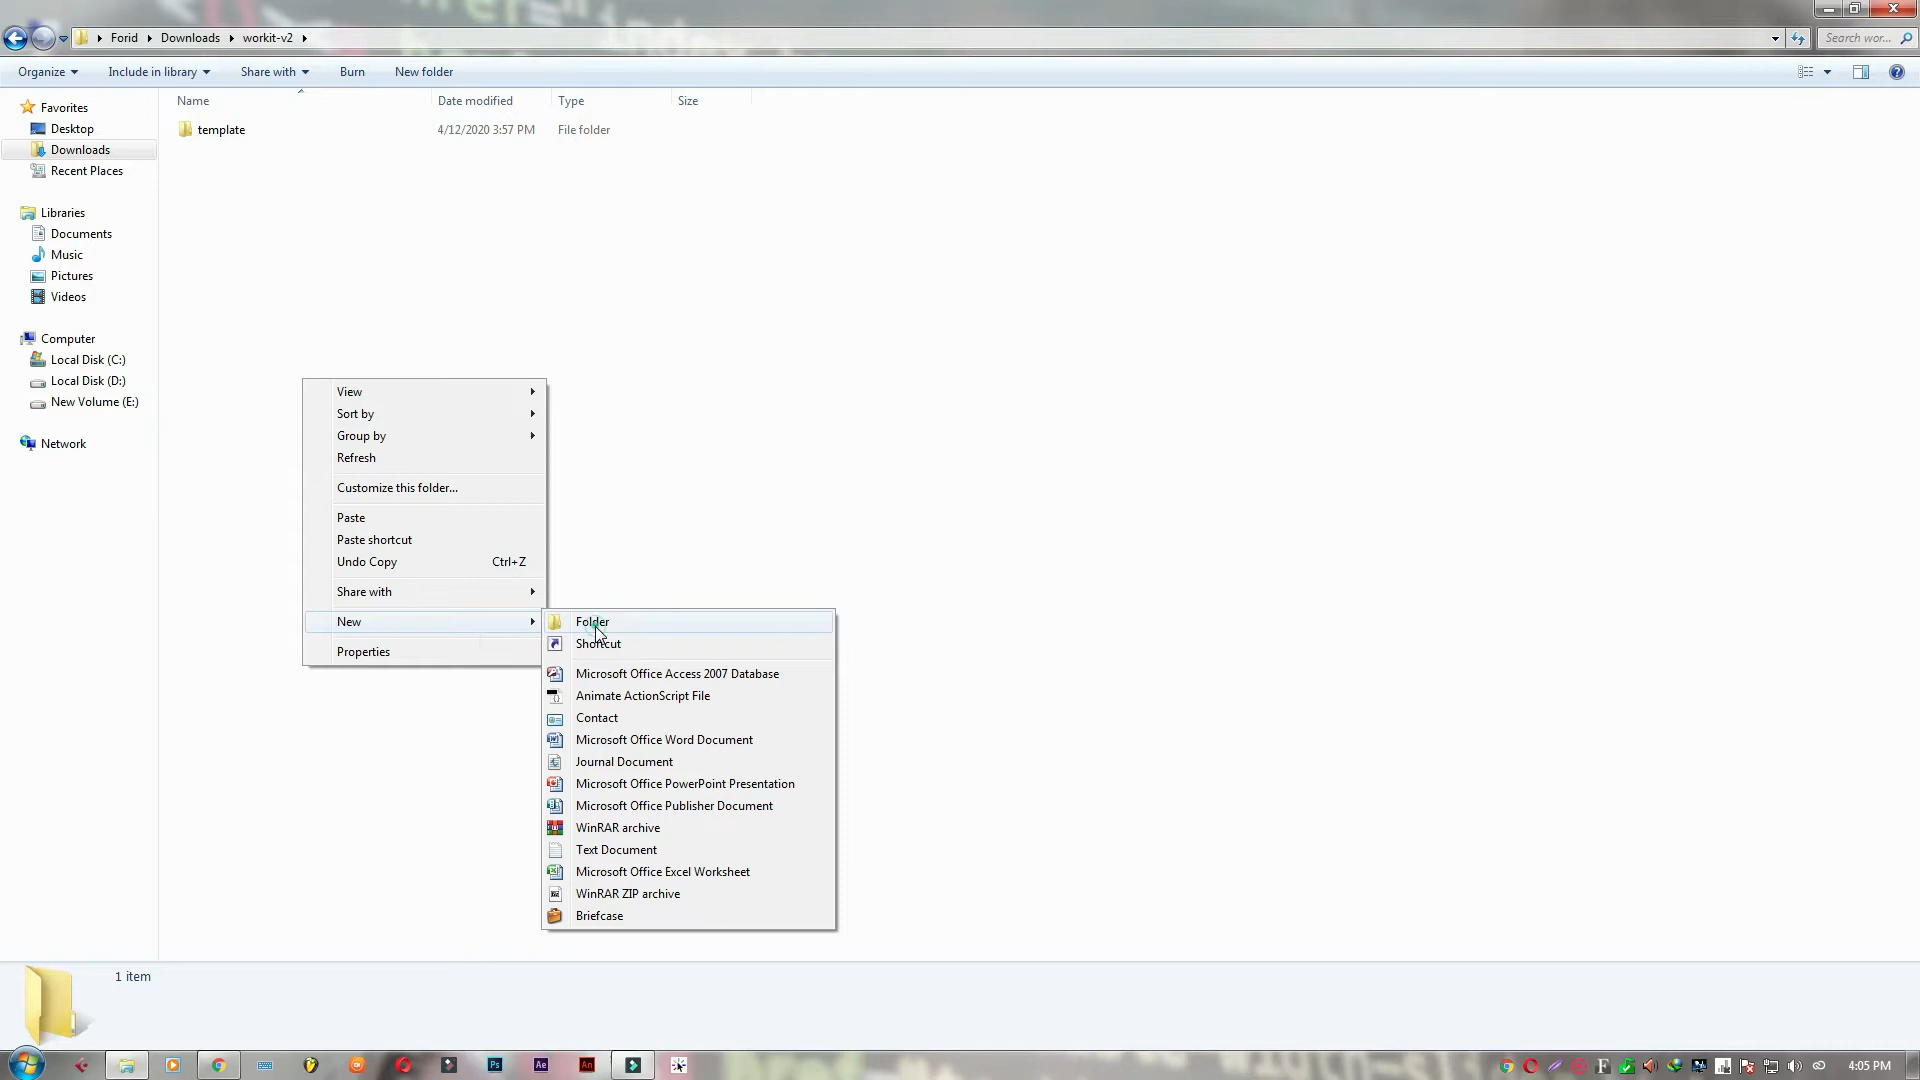 Forid Downloads workit-v2
Search wor...
Organize Include in library Share with Burn New folder
Name Date modified Type Size
template 4/12/2020 3:57 PM File folder
Favorites
Desktop
Downloads
Recent Places
Libraries
Documents
Music
Pictures
Videos
Computer
Local Disk (C:)
Local Disk (D:)
New Volume (E:)
Network
View
Sort by
Group by
Refresh
Customize this folder...
Paste
Paste shortcut
Undo Copy Ctrl+Z
Share with
New
Properties
Folder
Shortcut
Microsoft Office Access 2007 Database
Animate ActionScript File
Contact
Microsoft Office Word Document
Journal Document
Microsoft Office PowerPoint Presentation
Microsoft Office Publisher Document
WinRAR archive
Text Document
Microsoft Office Excel Worksheet
WinRAR ZIP archive
Briefcase
1 item
Ps Ae An
4:05 PM